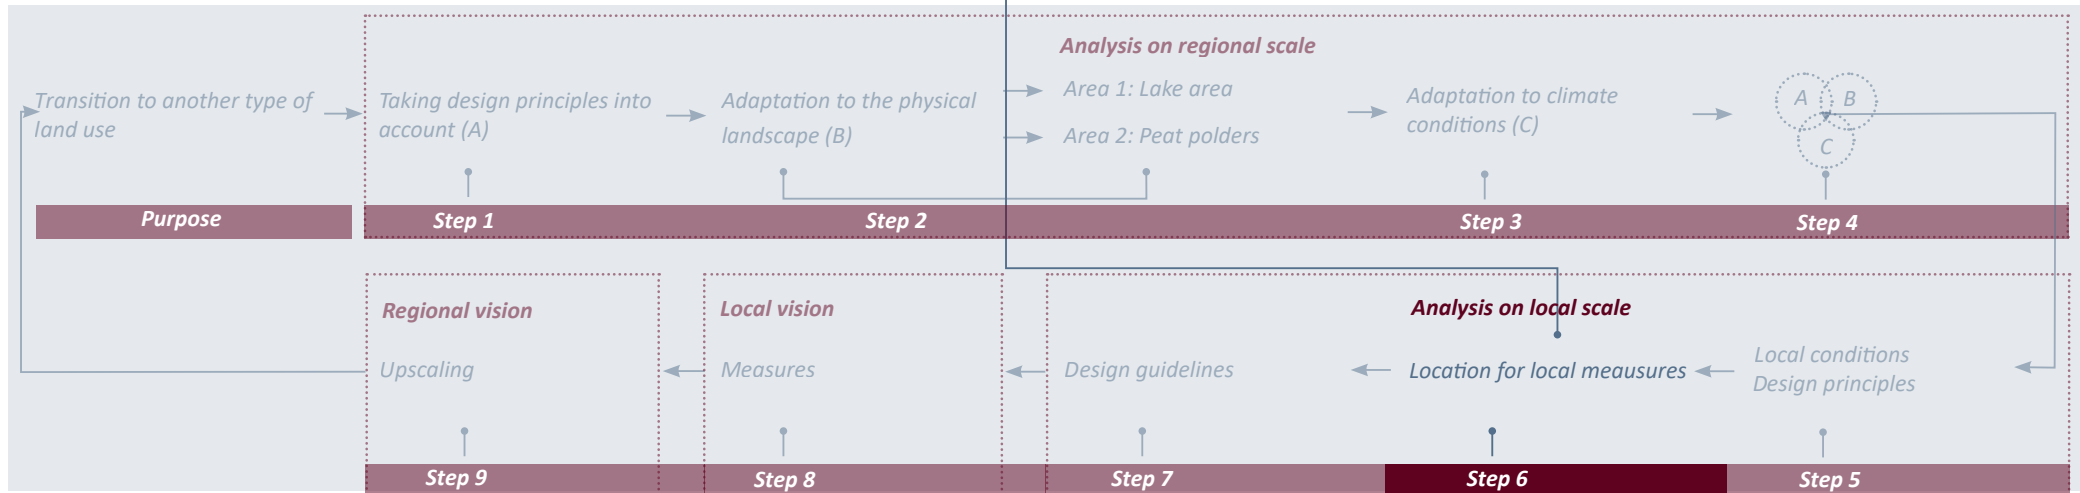 Analysis on regional scale
Transition to another type of
land use
Taking design principles into
account (A)
Adaptation to the physical
landscape (B)
Area 1: Lake area
Area 2: Peat polders
Adaptation to climate
conditions (C)
A
B
C
Purpose
Step 1
Step 2
Step 3
Step 4
Regional vision
Local vision
Analysis on local scale
Upscaling
Measures
Design guidelines
Location for local meausures
Local conditions
Design principles
Step 9
Step 8
Step 7
Step 6
Step 5